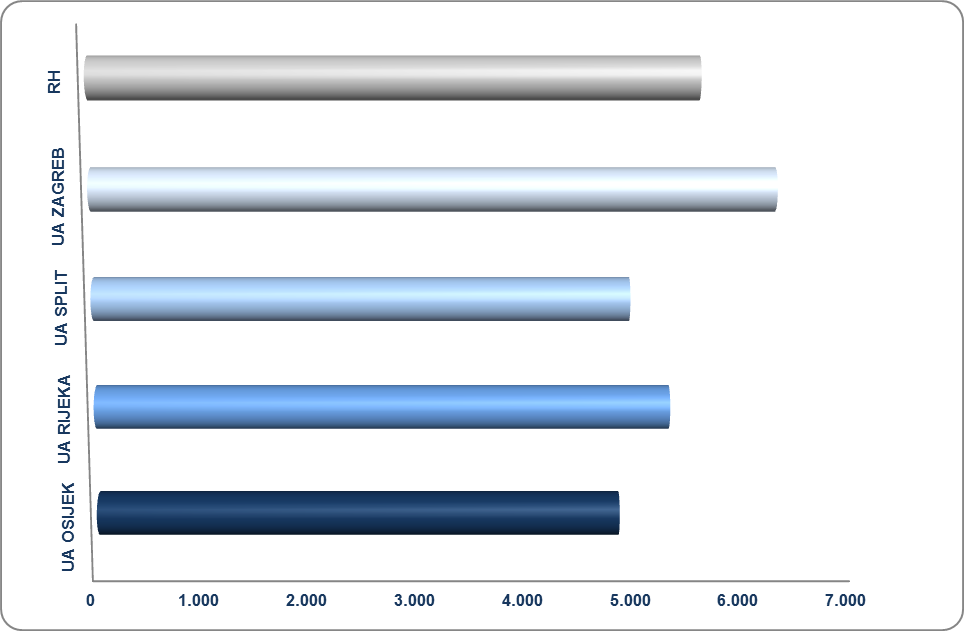 RH
UA ZAGREB
UA SPLIT
UA RIJEKA
UA OSIJEK
0 1.000 2.000 3.000 4.000 5.000 6.000 7.000